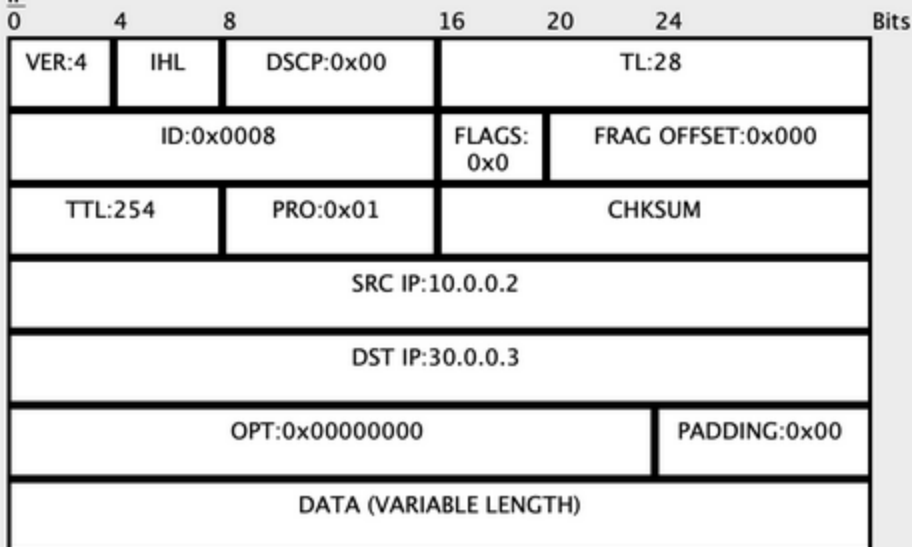 0 4 8 16 20 24 Bits
VER:4 IHL DSCP:0x00 TL:28
ID:0x0008 FLAGS: FRAG OFFSET:0x000
0x0
TTL:254 PRO:0x01 CHKSUM
SRC IP:10.0.0.2
DST IP:30.0.0.3
OPT:0x00000000 PADDING:0x00
DATA (VARIABLE LENGTH)